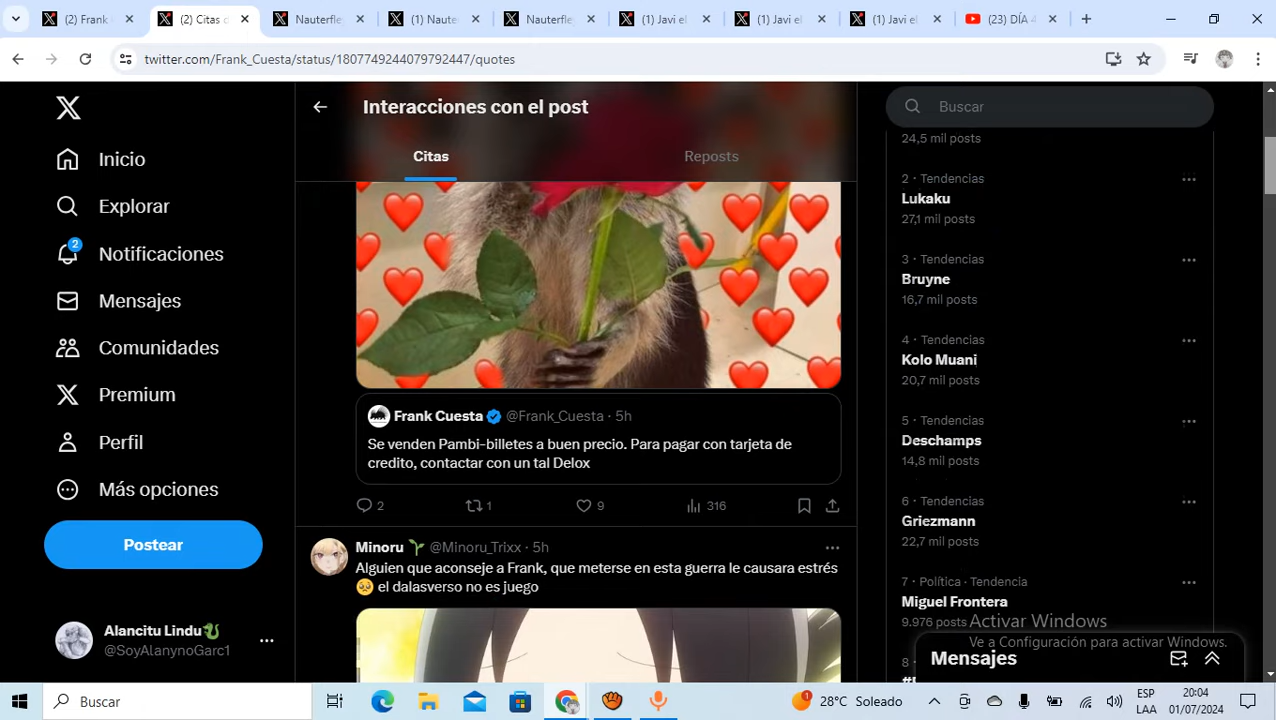 (2) Frank
(2) Citas d
Nauterfle
(1) Naute
Nauterfl
(1) Javi el
(1) Javi el
(1) Javi el
(23) DÍA
twitter.com/Frank_Cuesta/status/1807749244079792447/quotes
Interacciones con el post
Citas
Reposts
Inicio
Explorar
2
Notificaciones
Mensajes
Comunidades
Premium
Perfil
Más opciones
Postear
Alancitu Lindu
@SoyAlanynoGarc1
Frank Cuesta @Frank_Cuesta · 5h
Se venden Pambi-billetes a buen precio. Para pagar con tarjeta de
credito, contactar con un tal Delox
2 1 9 316
Minoru @Minoru_Trixx · 5h
Alguien que aconseje a Frank, que meterse en esta guerra le causara estrés
el dalasverso no es juego
Buscar
24,5 mil posts
2 · Tendencias
Lukaku
27,1 mil posts
3 · Tendencias
Bruyne
16,7 mil posts
4 · Tendencias
Kolo Muani
20,7 mil posts
5 · Tendencias
Deschamps
14,8 mil posts
6 · Tendencias
Griezmann
22,7 mil posts
7 · Política · Tendencia
Miguel Frontera
9.976 posts
Activar Windows
Ve a Configuración para activar Windows.
Mensajes
Buscar
1
28°C Soleado
ESP
LAA
20:04
01/07/2024